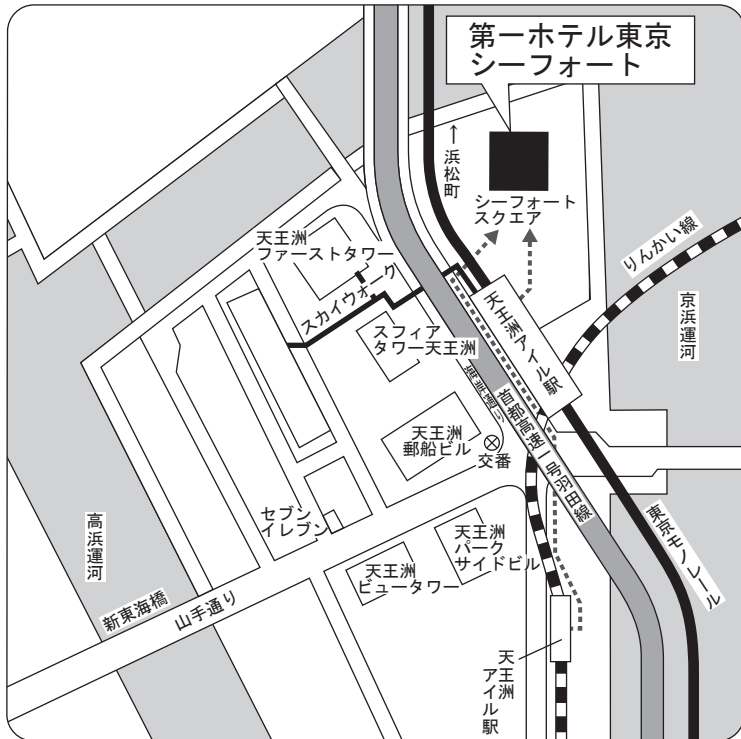 第一ホテル東京
シーフォート
↑
浜松町
シーフォート
スクエア
りんかい線
京浜運河
天王洲
ファーストタワー
スカイウォーク
天王洲アイル駅
スフィア
タワー天王洲
海岸通り
首都高速一号羽田線
天王洲
郵船ビル
交番
セブン
イレブン
天王洲
パーク
サイドビル
天王洲
ビュータワー
高浜運河
新東海橋
山手通り
東京モノレール
天王洲
アイル駅